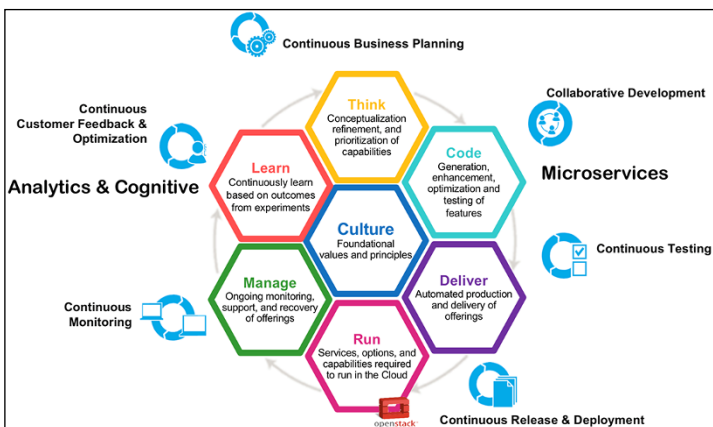 Continuous Business Planning
Think
Conceptualization
refinement, and
prioritization of
capabilities
Collaborative Development
Code
Generation,
enhancement,
optimization and
testing of
features
Microservices
Continuous
Customer Feedback &
Optimization
Learn
Continuously learn
based on outcomes
from experiments
Analytics & Cognitive
Culture
Foundational
values and principles
Continuous Testing
Deliver
Automated production
and delivery of
offerings
Manage
Ongoing monitoring,
support, and recovery
of offerings
Continuous
Monitoring
Run
Services, options, and
capabilities required
to run in the Cloud
openstack
Continuous Release & Deployment